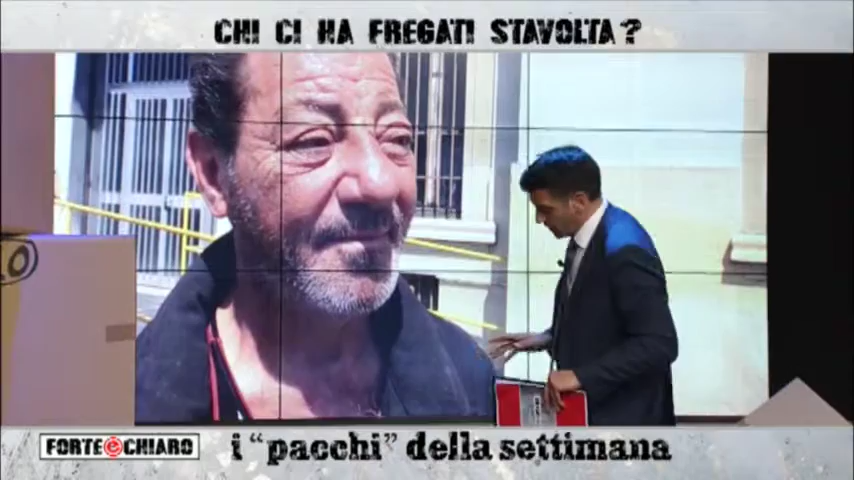 CHI CI HA FREGATI STAVOLTA?
FORTE e CHIARO
i "pacchi" della settimana